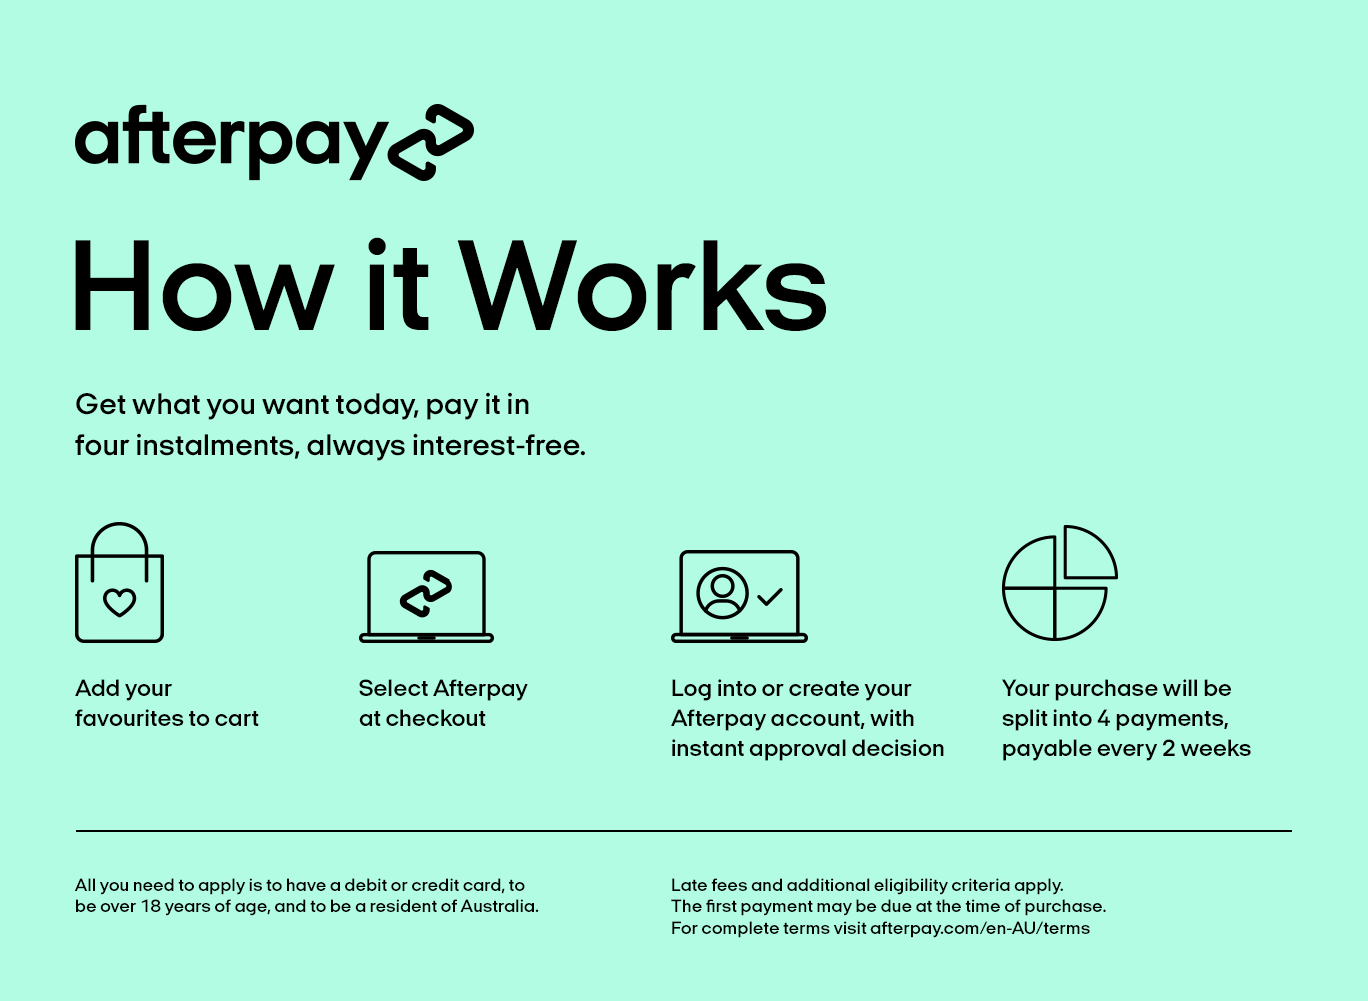 afterpay
How it Works
Get what you want today, pay it in
four instalments, always interest-free.
Add your
favourites to cart
Select Afterpay
at checkout
Log into or create your
Afterpay account, with
instant approval decision
Your purchase will be
split into 4 payments,
payable every 2 weeks
All you need to apply is to have a debit or credit card, to
be over 18 years of age, and to be a resident of Australia.
Late fees and additional eligibility criteria apply.
The first payment may be due at the time of purchase.
For complete terms visit afterpay.com/en-AU/terms